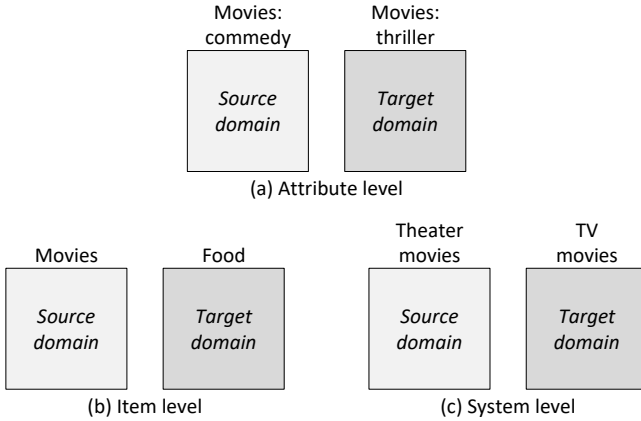 Movies:
commedy
Movies:
thriller
Source
domain
Target
domain
(a) Attribute level
Movies
Food
Source
domain
Target
domain
(b) Item level
Theater
movies
TV
movies
Source
domain
Target
domain
(c) System level